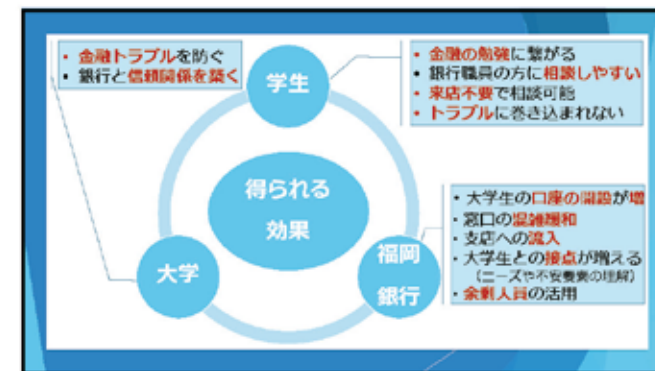 ・金融トラブルを防ぐ
・銀行と信頼関係を築く
学生
・金融の勉強に繋がる
・銀行職員の方に相談しやすい
・来店不要で相談可能
・トラブルに巻き込まれない
得られる
効果
大学
福岡
銀行
・大学生の口座の開設が増
・窓口の混雑緩和
・支店への流入
・大学生との接点が増える
（ニーズや不安要素の理解）
・余剰人員の活用